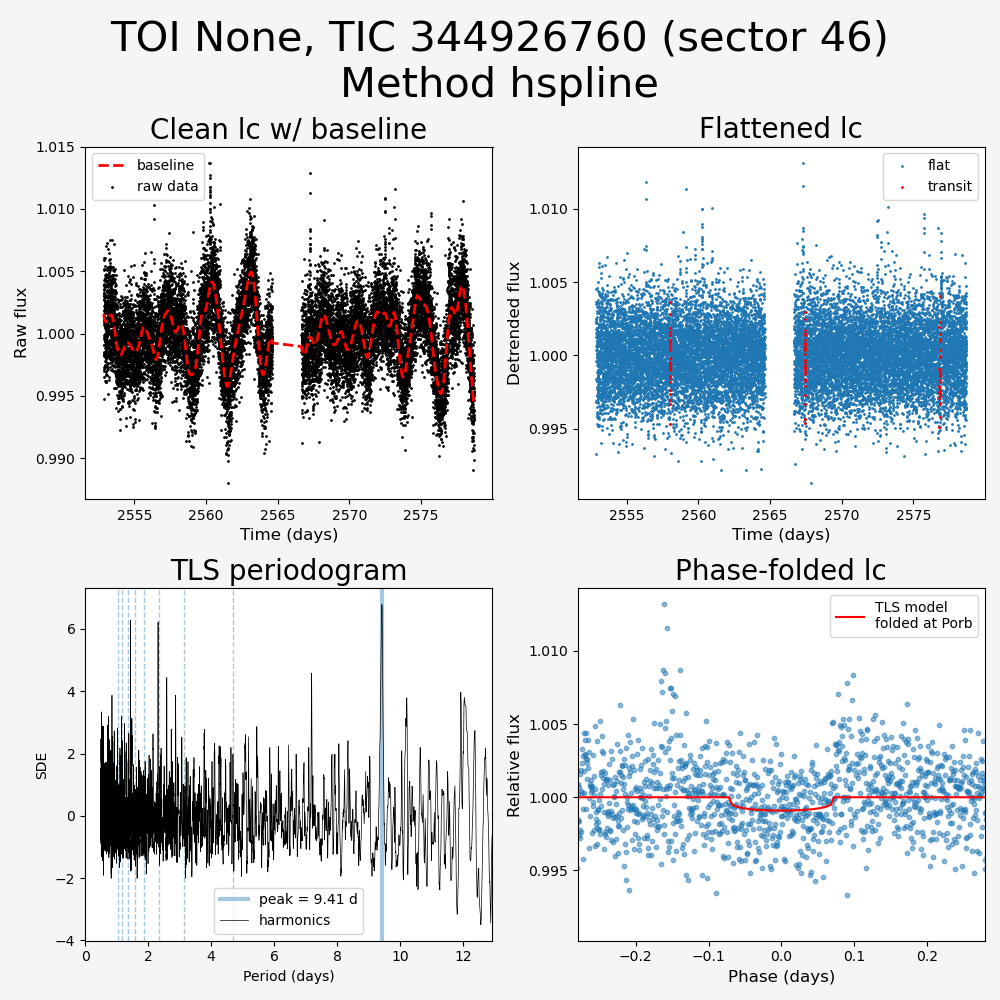 TOI None, TIC 344926760 (sector 46)
Method hspline
Clean lc w/ baseline
Raw flux
1.015
1.010
1.005
1.000
0.995
0.990
baseline
raw data
2555
2560
2565
2570
2575
Time (days)
Flattened lc
Detrended flux
1.010
1.005
1.000
0.995
flat
transit
2555
2560
2565
2570
2575
Time (days)
TLS periodogram
SDE
6
4
2
0
−2
−4
peak = 9.41 d
harmonics
0
2
4
6
8
10
12
Period (days)
Phase-folded lc
Relative flux
1.010
1.005
1.000
0.995
TLS model
folded at Porb
−0.2
−0.1
0.0
0.1
0.2
Phase (days)